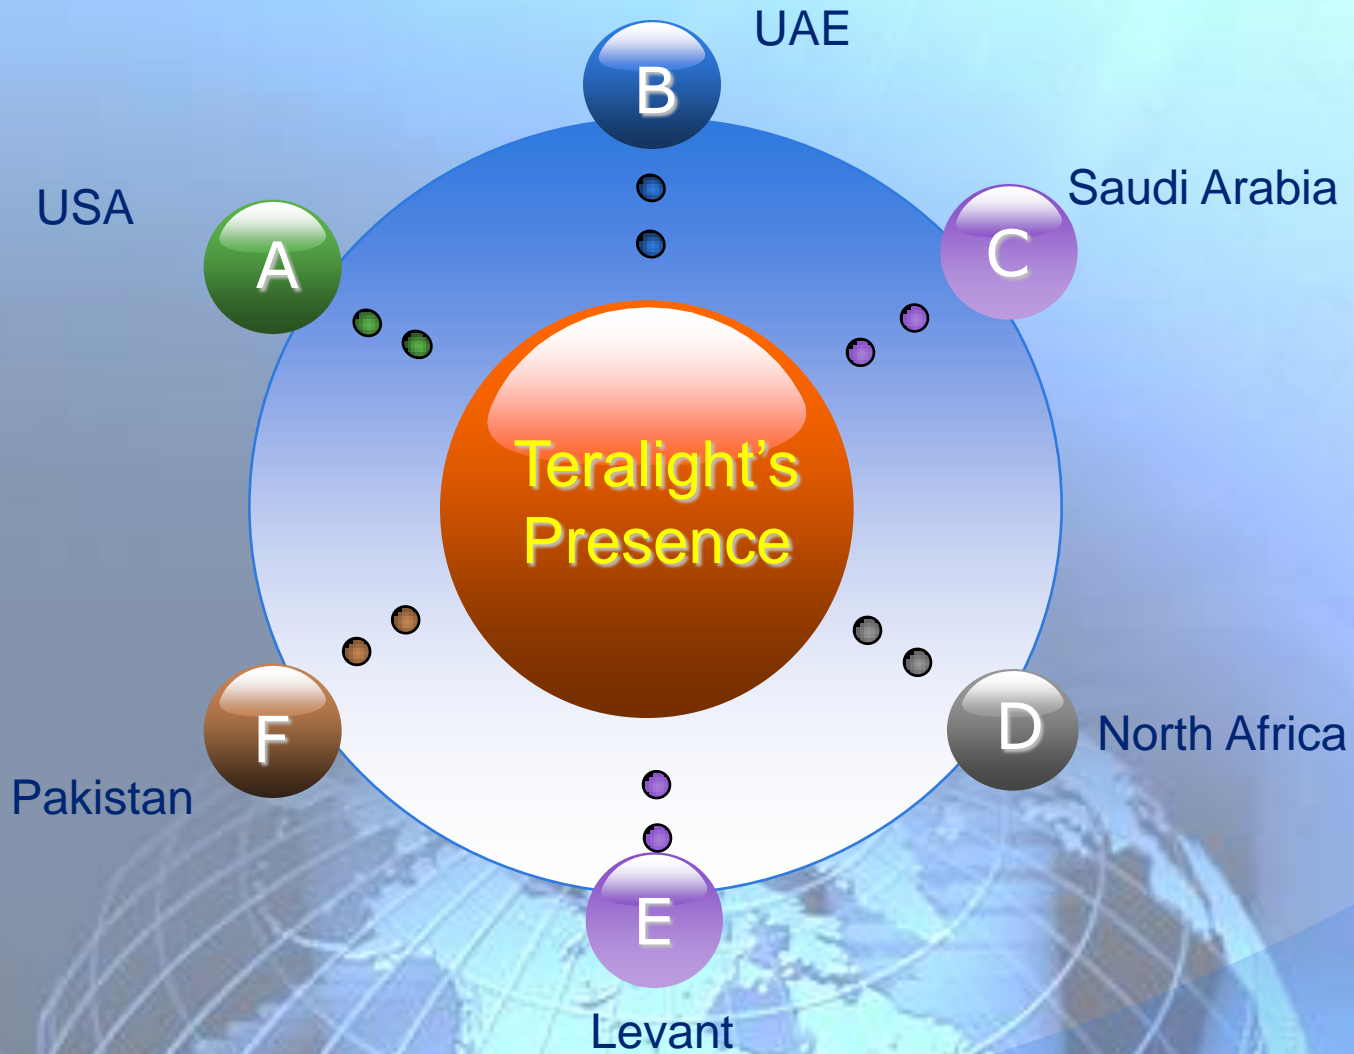 UAE
B
Saudi Arabia
USA
C
A
Teralight’s
Presence
F
D
North Africa
Pakistan
E
Levant